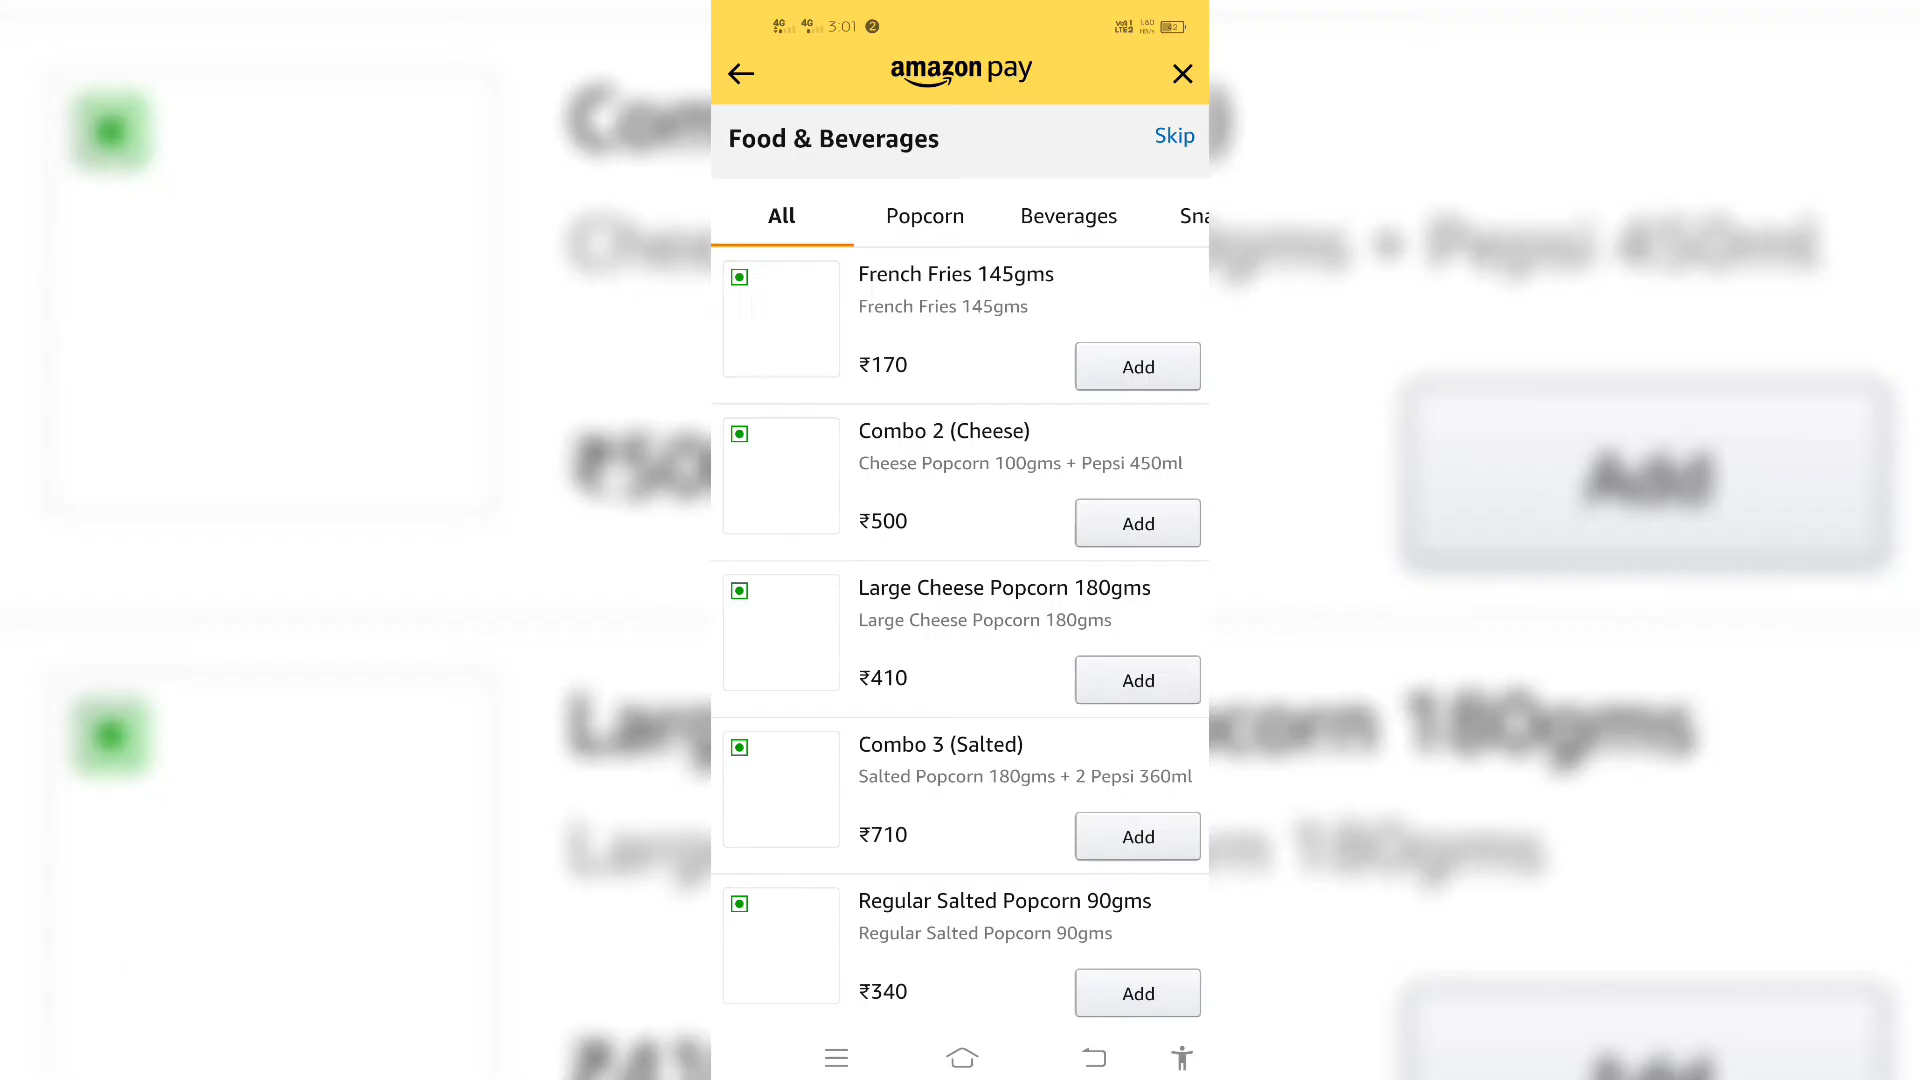 4G 4G 3:01 2
amazon pay
Food & Beverages
Skip
All Popcorn Beverages Sna
French Fries 145gms
French Fries 145gms
₹170
Add
Combo 2 (Cheese)
Cheese Popcorn 100gms + Pepsi 450ml
₹500
Add
Large Cheese Popcorn 180gms
Large Cheese Popcorn 180gms
₹410
Add
Combo 3 (Salted)
Salted Popcorn 180gms + 2 Pepsi 360ml
₹710
Add
Regular Salted Popcorn 90gms
Regular Salted Popcorn 90gms
₹340
Add